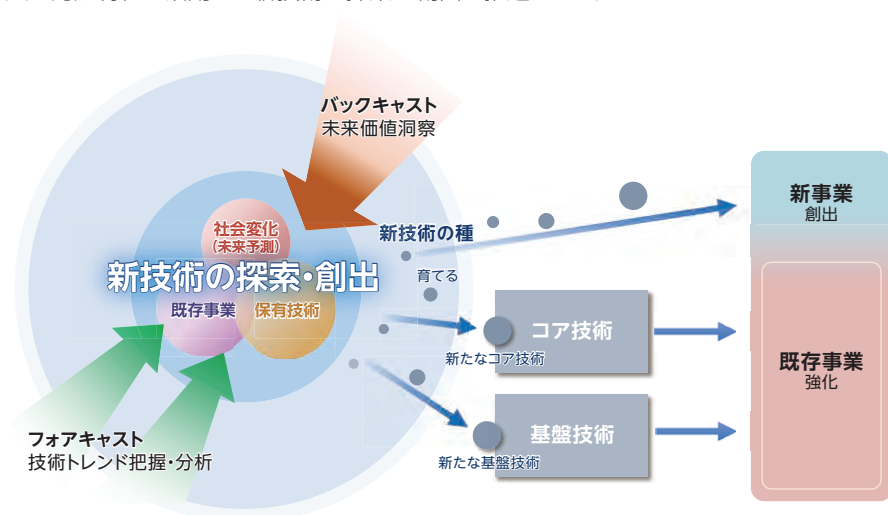 バックキャスト
未来価値洞察
社会変化
(未来予測)
新技術の探索・創出
既存事業
保有技術
フォアキャスト
技術トレンド把握・分析
新技術の種
育てる
新たなコア技術
コア技術
新たな基盤技術
基盤技術
新事業
創出
既存事業
強化